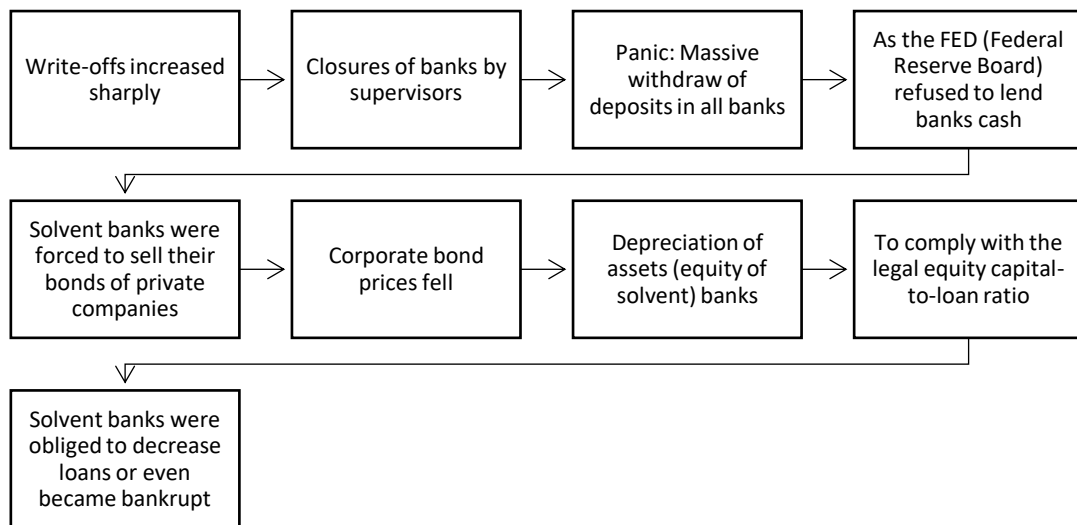 Write-offs increased
sharply
Closures of banks by
supervisors
Panic: Massive
withdraw of
deposits in all banks
As the FED (Federal
Reserve Board)
refused to lend
banks cash
Solvent banks were
forced to sell their
bonds of private
companies
Corporate bond
prices fell
Depreciation of
assets (equity of
solvent) banks
To comply with the
legal equity capital-
to-loan ratio
Solvent banks were
obliged to decrease
loans or even
became bankrupt